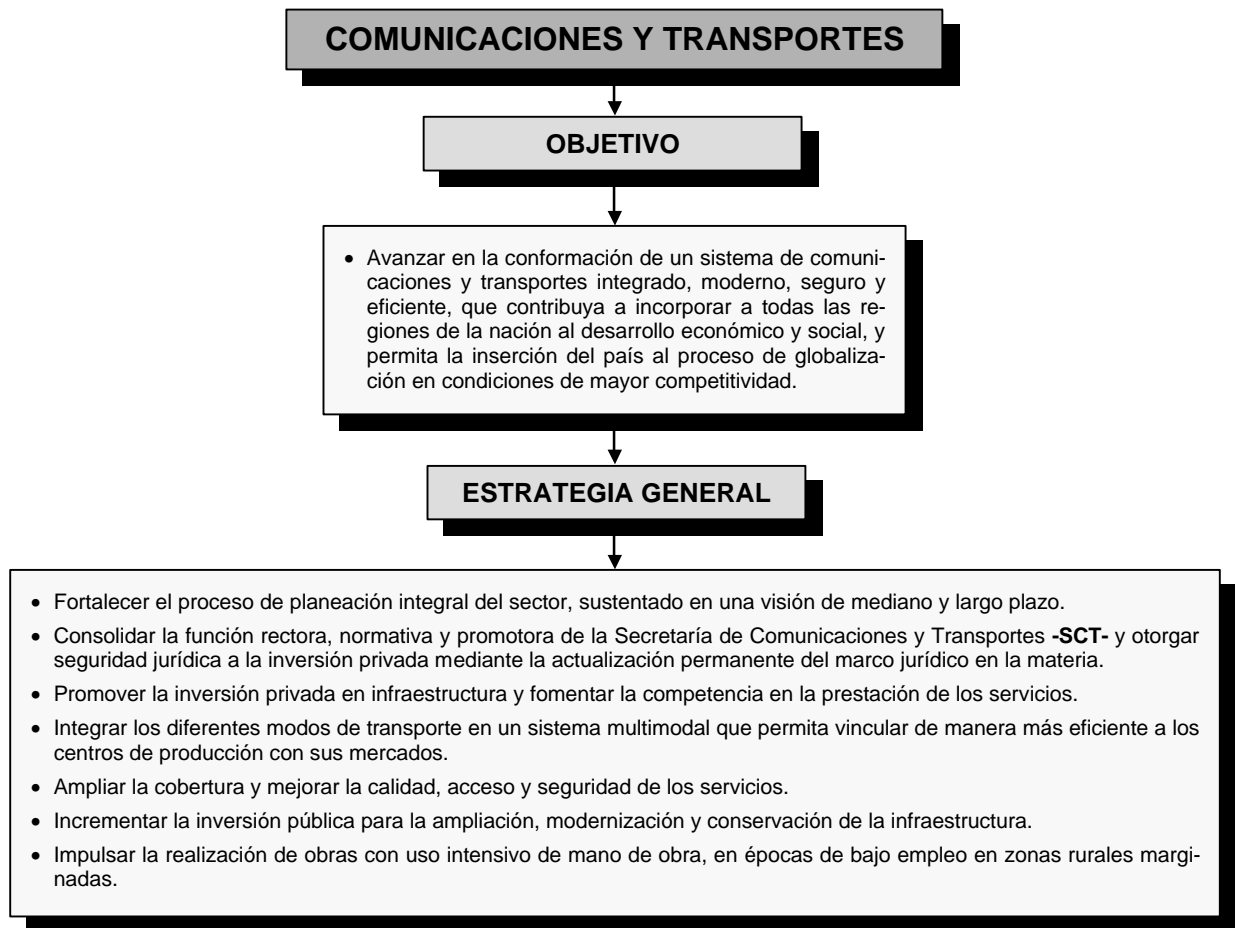 COMUNICACIONES Y TRANSPORTES
OBJETIVO
• Avanzar en la conformación de un sistema de comuni-
caciones y transportes integrado, moderno, seguro y
eficiente, que contribuya a incorporar a todas las re-
giones de la nación al desarrollo económico y social, y
permita la inserción del país al proceso de globaliza-
ción en condiciones de mayor competitividad.
ESTRATEGIA GENERAL
• Fortalecer el proceso de planeación integral del sector, sustentado en una visión de mediano y largo plazo.
• Consolidar la función rectora, normativa y promotora de la Secretaría de Comunicaciones y Transportes -SCT- y otorgar
seguridad jurídica a la inversión privada mediante la actualización permanente del marco jurídico en la materia.
• Promover la inversión privada en infraestructura y fomentar la competencia en la prestación de los servicios.
• Integrar los diferentes modos de transporte en un sistema multimodal que permita vincular de manera más eficiente a los
centros de producción con sus mercados.
• Ampliar la cobertura y mejorar la calidad, acceso y seguridad de los servicios.
• Incrementar la inversión pública para la ampliación, modernización y conservación de la infraestructura.
• Impulsar la realización de obras con uso intensivo de mano de obra, en épocas de bajo empleo en zonas rurales margi-
nadas.